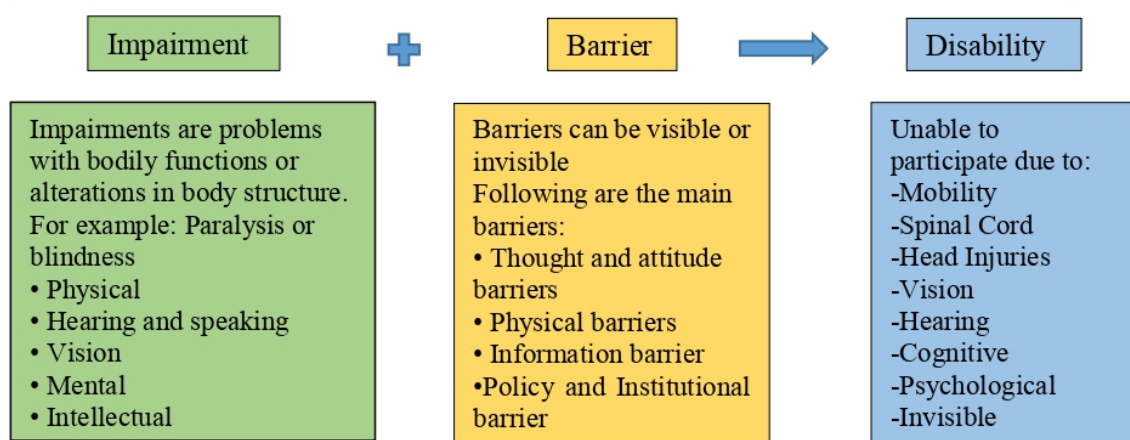 Impairment
Barrier
Disability
Impairments are problems
with bodily functions or
alterations in body structure.
For example: Paralysis or
blindness
• Physical
• Hearing and speaking
• Vision
• Mental
• Intellectual
Barriers can be visible or
invisible
Following are the main
barriers:
• Thought and attitude
barriers
• Physical barriers
• Information barrier
•Policy and Institutional
barrier
Unable to
participate due to:
-Mobility
-Spinal Cord
-Head Injuries
-Vision
-Hearing
-Cognitive
-Psychological
-Invisible